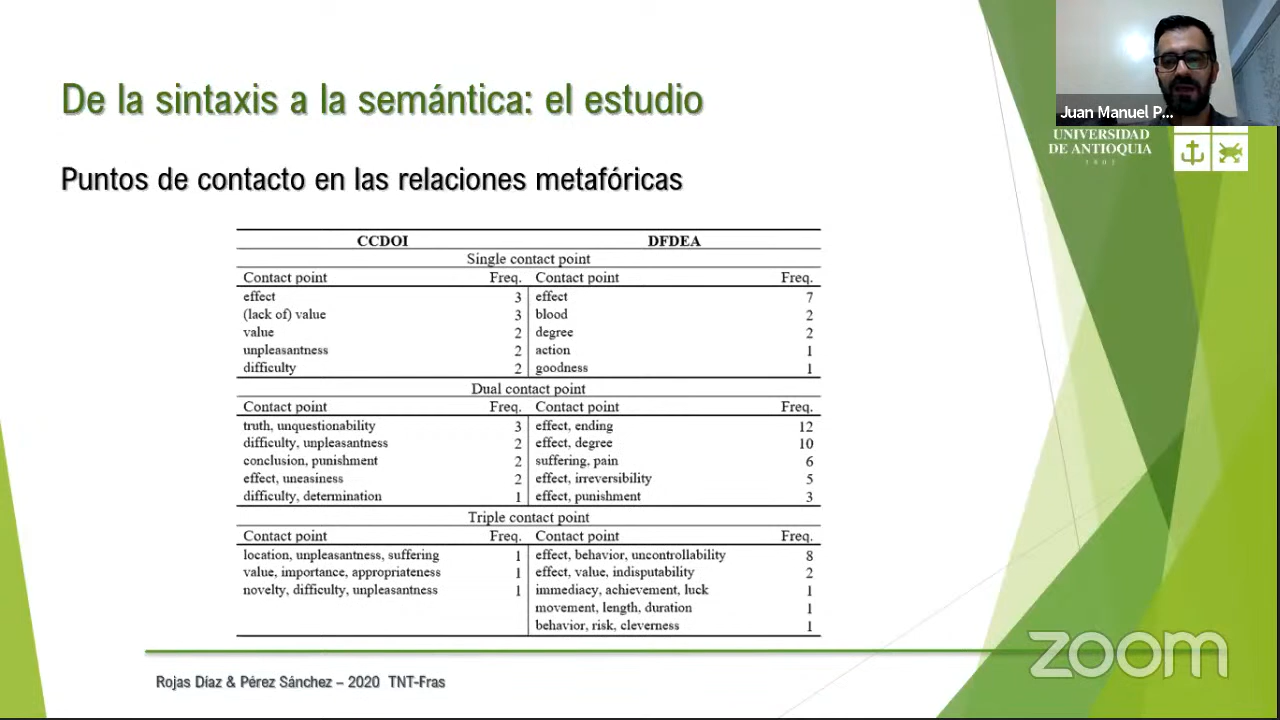 De la sintaxis a la semántica: el estudio
Juan Manuel P...
UNIVERSIDAD
DE ANTIOQUIA
1803
Puntos de contacto en las relaciones metafóricas
CCDOI DFDEA
Single contact point
Contact point Freq. Contact point Freq.
effect 3 effect 7
(lack of) value 3 blood 2
value 2 degree 2
unpleasantness 2 action 1
difficulty 2 goodness 1
Dual contact point
Contact point Freq. Contact point Freq.
truth, unquestionability 3 effect, ending 12
difficulty, unpleasantness 2 effect, degree 10
conclusion, punishment 2 suffering, pain 6
effect, uneasiness 2 effect, irreversibility 5
difficulty, determination 1 effect, punishment 3
Triple contact point
Contact point Freq. Contact point Freq.
location, unpleasantness, suffering 1 effect, behavior, uncontrollability 8
value, importance, appropriateness 1 effect, value, indisputability 2
novelty, difficulty, unpleasantness 1 immediacy, achievement, luck 1
movement, length, duration 1
behavior, risk, cleverness 1
zoom
Rojas Díaz & Pérez Sánchez – 2020 TNT-Fras